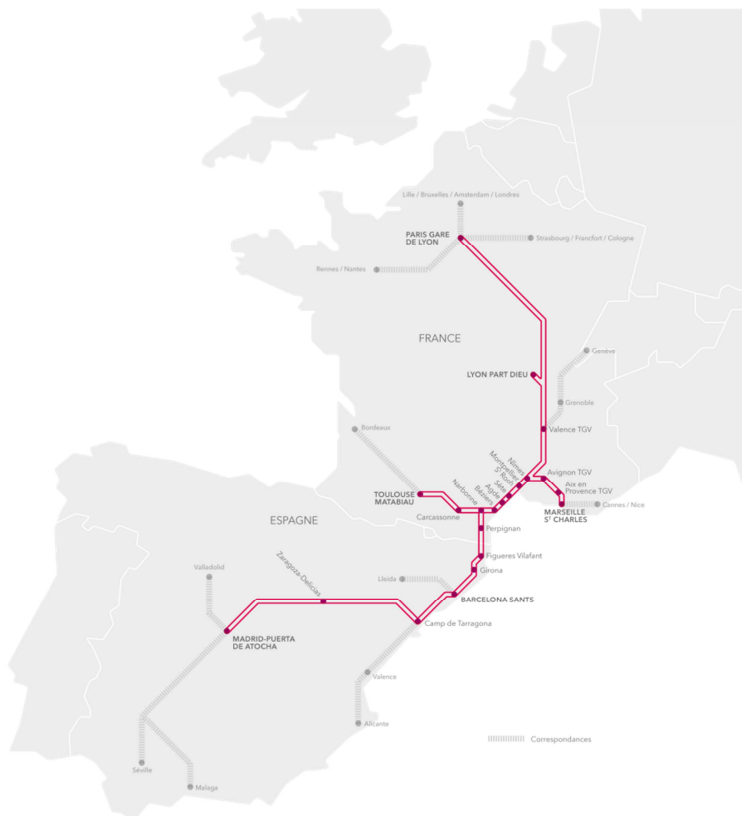 Lille / Bruxelles / Amsterdam / Londres
PARIS GARE
DE LYON
Strasbourg / Francfort / Cologne
Rennes / Nantes
FRANCE
Genève
LYON PART DIEU
Grenoble
Bordeaux
Valence TGV
Nîmes
Montpellier
Sᵗ Roch
Sète
Agde
Béziers
Narbonne
Avignon TGV
Aix en
Provence TGV
TOULOUSE
MATABIAU
MARSEILLE
Sᵀ CHARLES
Cannes / Nice
Carcassonne
ESPAGNE
Perpignan
Figueres Vilafant
Zaragoza-Delicias
Valladolid
Girona
Lleida
BARCELONA SANTS
Camp de Tarragona
MADRID-PUERTA
DE ATOCHA
Valence
Alicante
Correspondances
Séville
Malaga